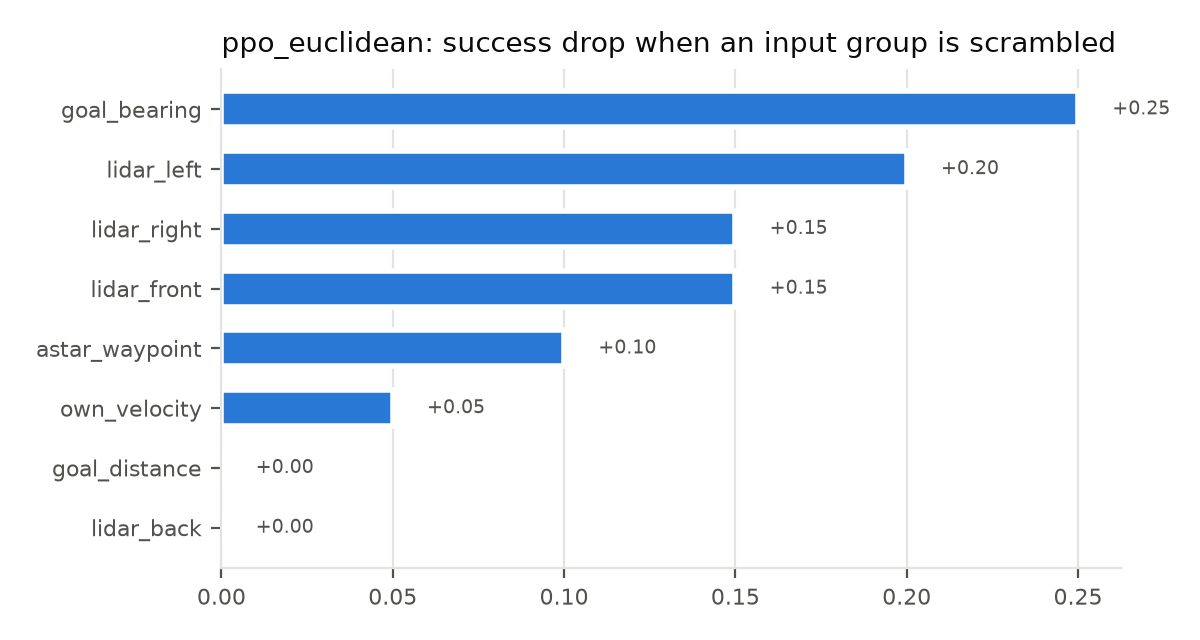 ppo_euclidean: success drop when an input group is scrambled
goal_bearing +0.25
lidar_left +0.20
lidar_right +0.15
lidar_front +0.15
astar_waypoint +0.10
own_velocity +0.05
goal_distance +0.00
lidar_back +0.00
0.00 0.05 0.10 0.15 0.20 0.25